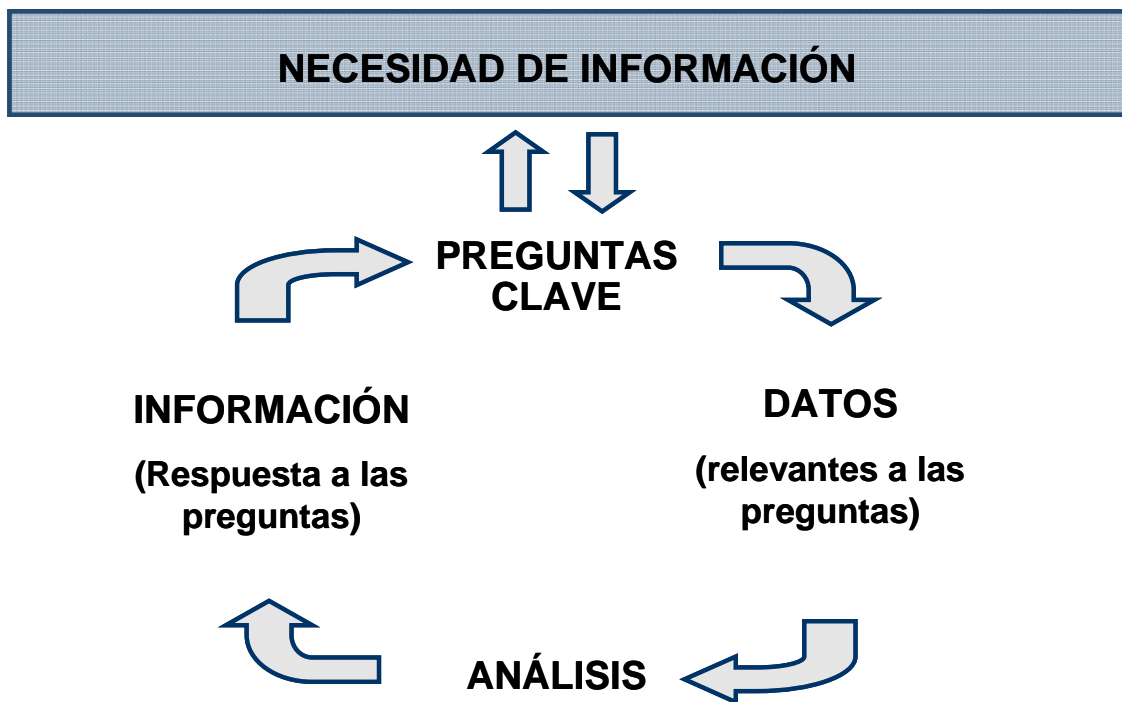 NECESIDAD DE INFORMACIÓN
PREGUNTAS
CLAVE
INFORMACIÓN
(Respuesta a las
preguntas)
DATOS
(relevantes a las
preguntas)
ANÁLISIS